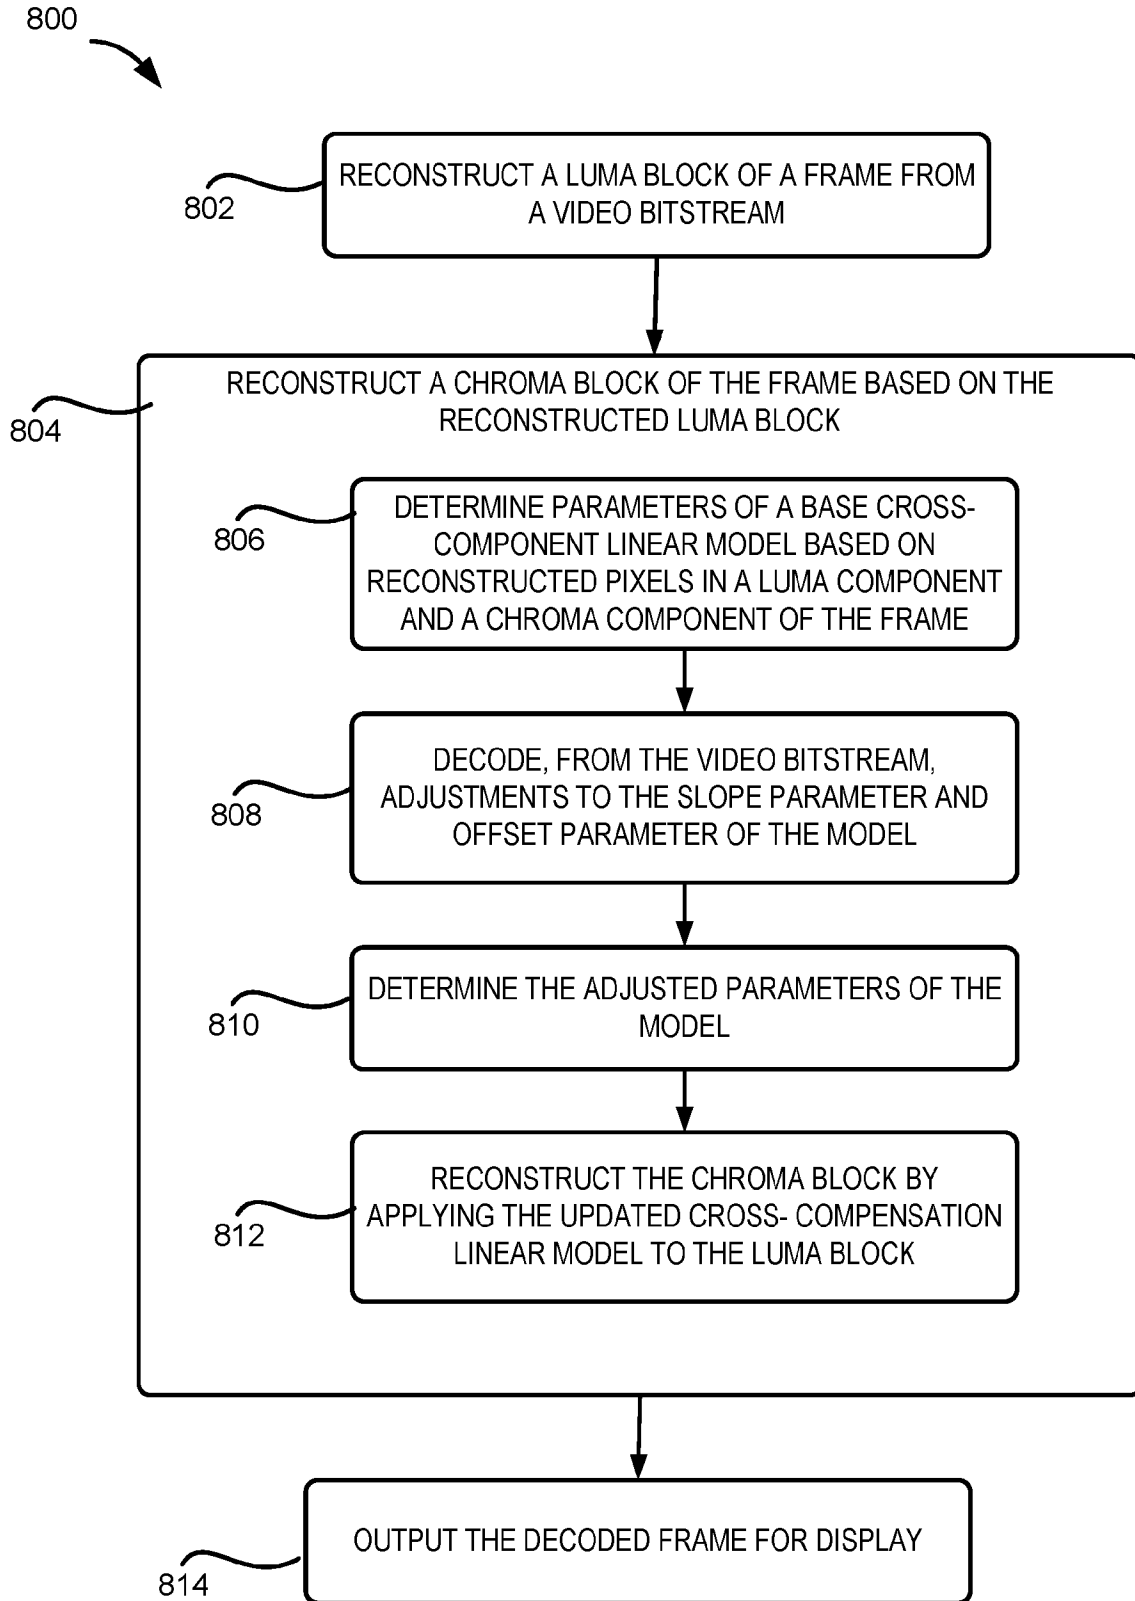 800
802
RECONSTRUCT A LUMA BLOCK OF A FRAME FROM
A VIDEO BITSTREAM
804
RECONSTRUCT A CHROMA BLOCK OF THE FRAME BASED ON THE
RECONSTRUCTED LUMA BLOCK
806
DETERMINE PARAMETERS OF A BASE CROSS-
COMPONENT LINEAR MODEL BASED ON
RECONSTRUCTED PIXELS IN A LUMA COMPONENT
AND A CHROMA COMPONENT OF THE FRAME
808
DECODE, FROM THE VIDEO BITSTREAM,
ADJUSTMENTS TO THE SLOPE PARAMETER AND
OFFSET PARAMETER OF THE MODEL
810
DETERMINE THE ADJUSTED PARAMETERS OF THE
MODEL
812
RECONSTRUCT THE CHROMA BLOCK BY
APPLYING THE UPDATED CROSS- COMPENSATION
LINEAR MODEL TO THE LUMA BLOCK
814
OUTPUT THE DECODED FRAME FOR DISPLAY